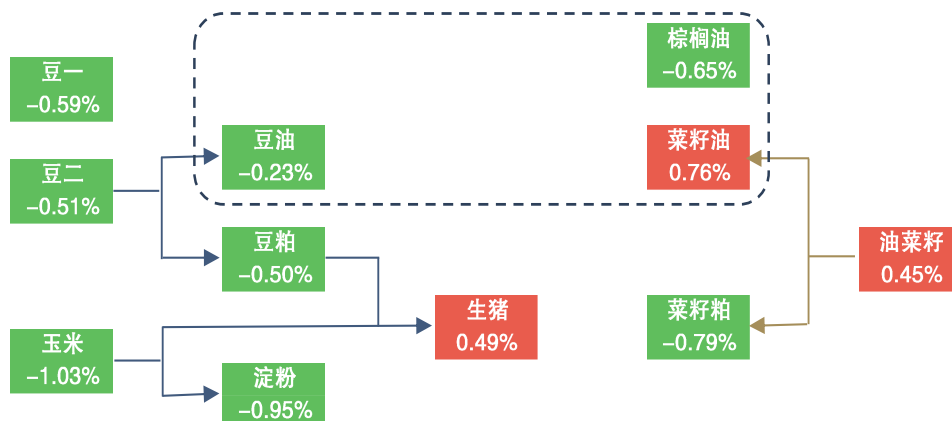 棕榈油
−0.65%
豆一
−0.59%
豆油
−0.23%
菜籽油
0.76%
豆二
−0.51%
豆粕
−0.50%
油菜籽
0.45%
生猪
0.49%
菜籽粕
−0.79%
玉米
−1.03%
淀粉
−0.95%